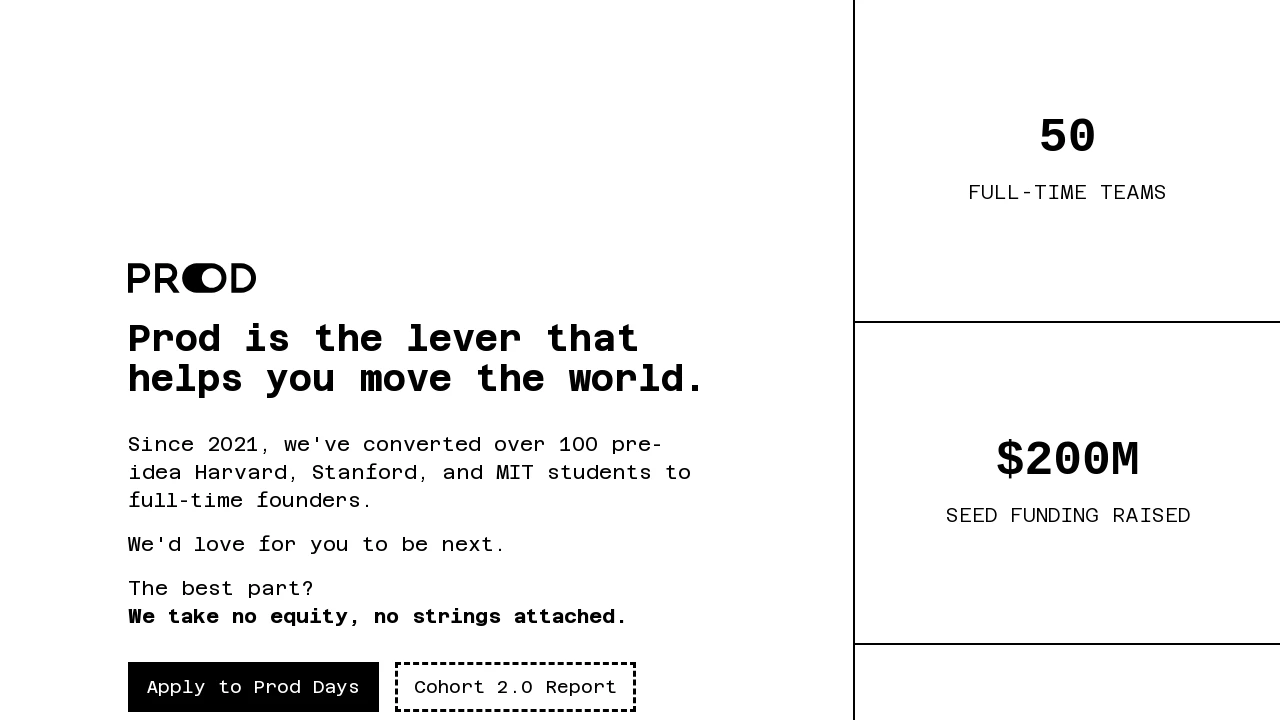 PROD
Prod is the lever that
helps you move the world.
Since 2021, we've converted over 100 pre-
idea Harvard, Stanford, and MIT students to
full-time founders.
We'd love for you to be next.
The best part?
We take no equity, no strings attached.
Apply to Prod Days
Cohort 2.0 Report
50
FULL-TIME TEAMS
$200M
SEED FUNDING RAISED